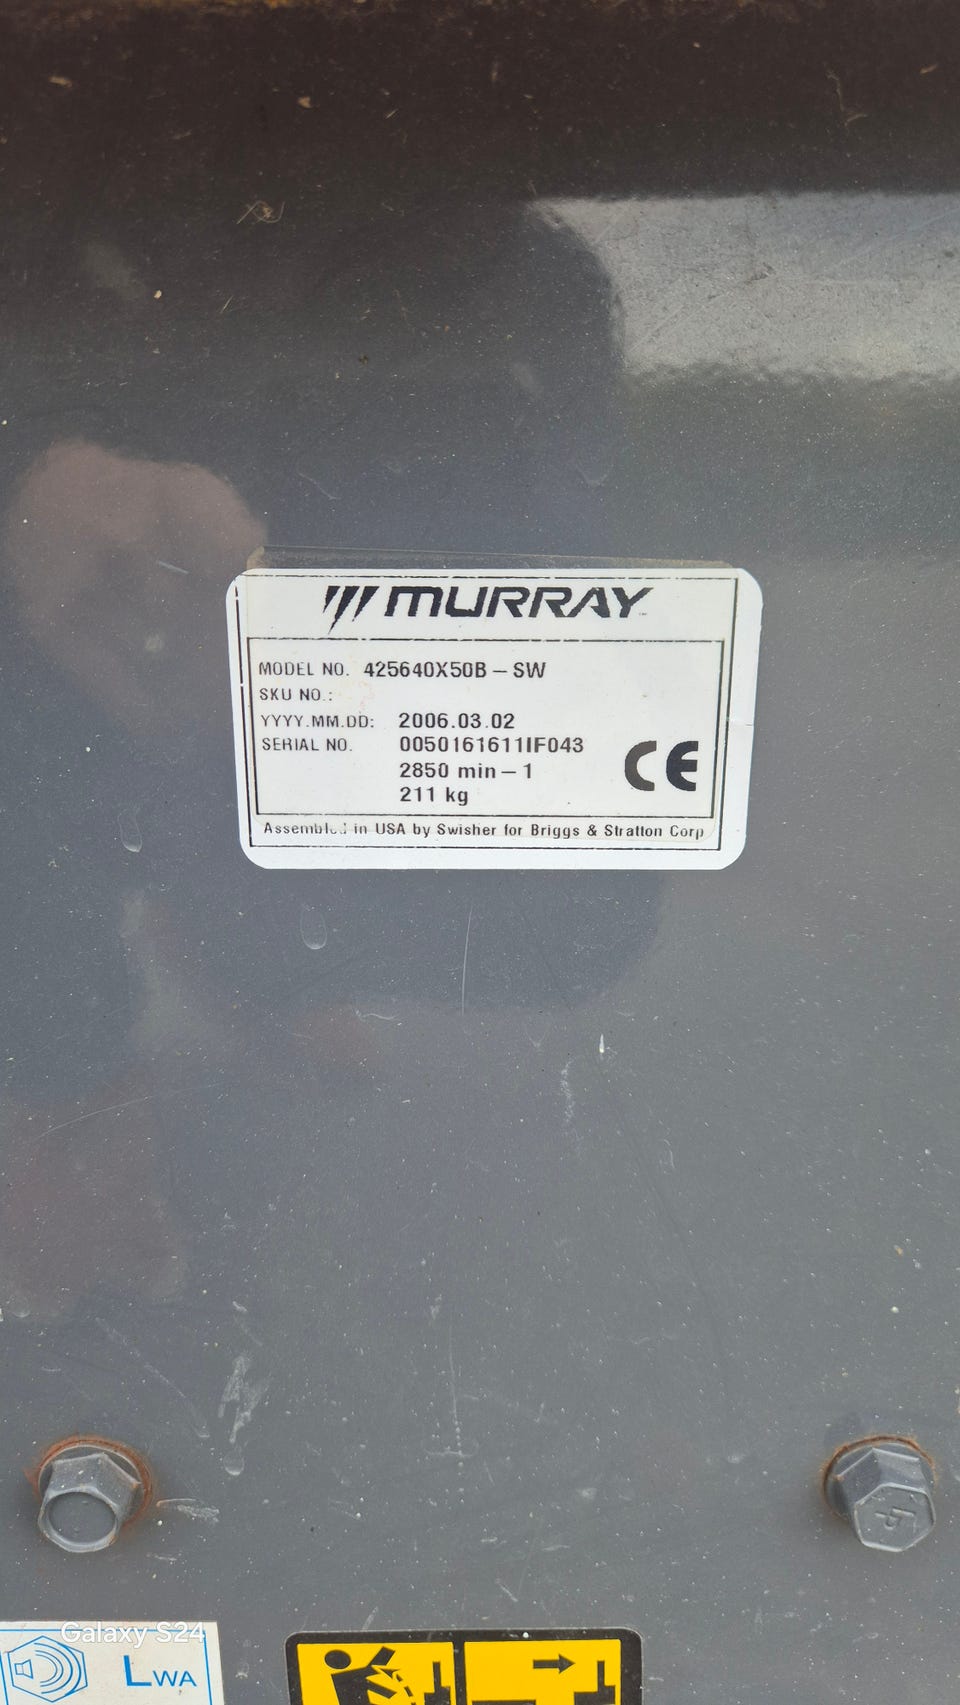 MURRAY
MODEL NO. 425640X50B – SW
SKU NO.:
YYYY.MM.DD: 2006.03.02
SERIAL NO. 0050161611IF043
2850 min – 1
211 kg
CE
Assembled in USA by Swisher for Briggs & Stratton Corp
Galaxy S24
LWA